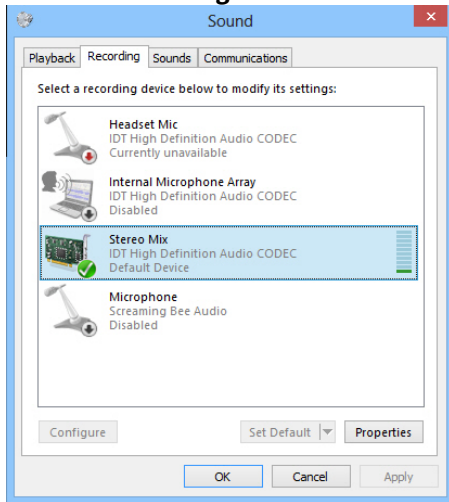 Sound
Playback Recording Sounds Communications
Select a recording device below to modify its settings:
Headset Mic
IDT High Definition Audio CODEC
Currently unavailable
Internal Microphone Array
IDT High Definition Audio CODEC
Disabled
Stereo Mix
IDT High Definition Audio CODEC
Default Device
Microphone
Screaming Bee Audio
Disabled
Configure Set Default Properties
OK Cancel Apply